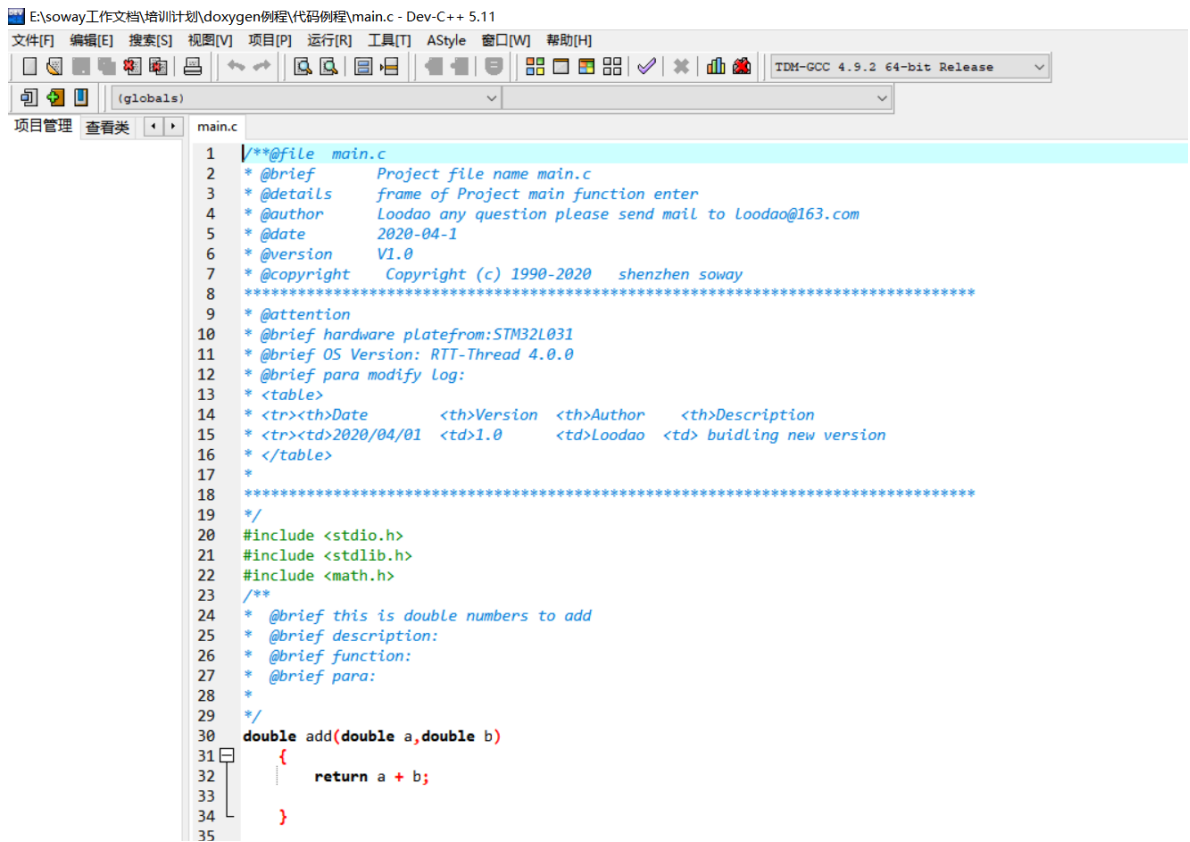 E:\soway工作文档\培训计划\doxygen例程\代码例程\main.c - Dev-C++ 5.11
文件[F] 编辑[E] 搜索[S] 视图[V] 项目[P] 运行[R] 工具[T] AStyle 窗口[W] 帮助[H]
TDM-GCC 4.9.2 64-bit Release
(globals)
项目管理 查看类 main.c
1 /**@file  main.c
2 * @brief       Project file name main.c
3 * @details     frame of Project main function enter
4 * @author      Loodao any question please send mail to loodao@163.com
5 * @date        2020-04-1
6 * @version     V1.0
7 * @copyright    Copyright (c) 1990-2020   shenzhen soway
8 **********************************************************************************
9 * @attention
10 * @brief hardware platefrom:STM32L031
11 * @brief OS Version: RTT-Thread 4.0.0
12 * @brief para modify log:
13 * <table>
14 * <tr><th>Date        <th>Version  <th>Author    <th>Description
15 * <tr><td>2020/04/01  <td>1.0      <td>Loodao  <td> buidling new version
16 * </table>
17 *
18 **********************************************************************************
19 */
20 #include <stdio.h>
21 #include <stdlib.h>
22 #include <math.h>
23 /**
24 *  @brief this is double numbers to add
25 *  @brief description:
26 *  @brief function:
27 *  @brief para:
28 *
29 */
30 double add(double a,double b)
31     {
32         return a + b;
33
34     }
35